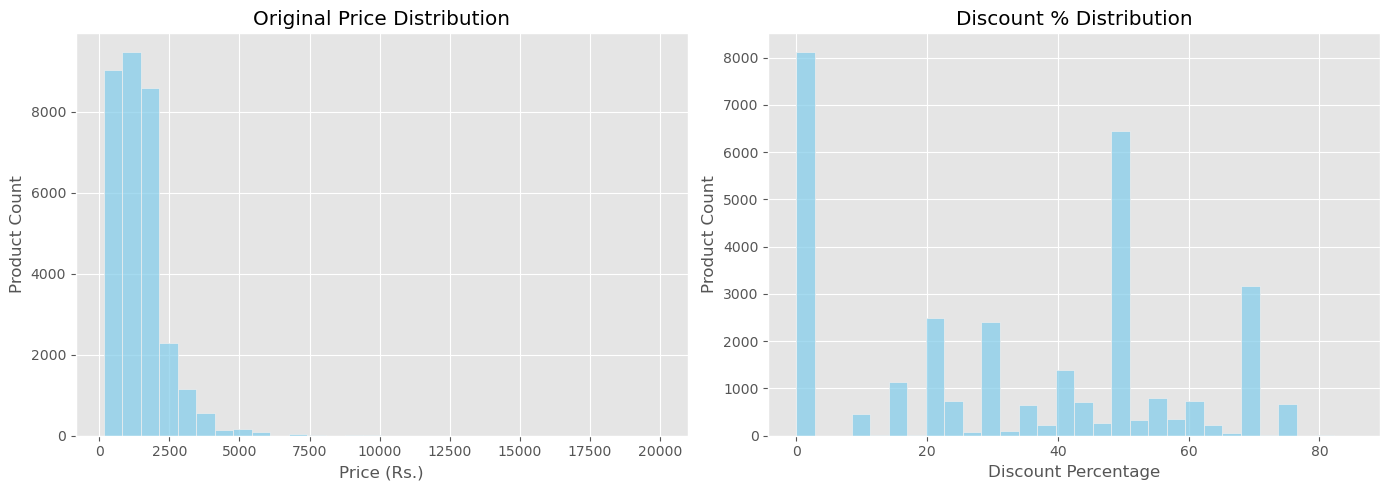 Original Price Distribution
8000
6000
4000
2000
0
Product Count
0 2500 5000 7500 10000 12500 15000 17500 20000
Price (Rs.)
Discount % Distribution
8000
7000
6000
5000
4000
3000
2000
1000
0
Product Count
0 20 40 60 80
Discount Percentage